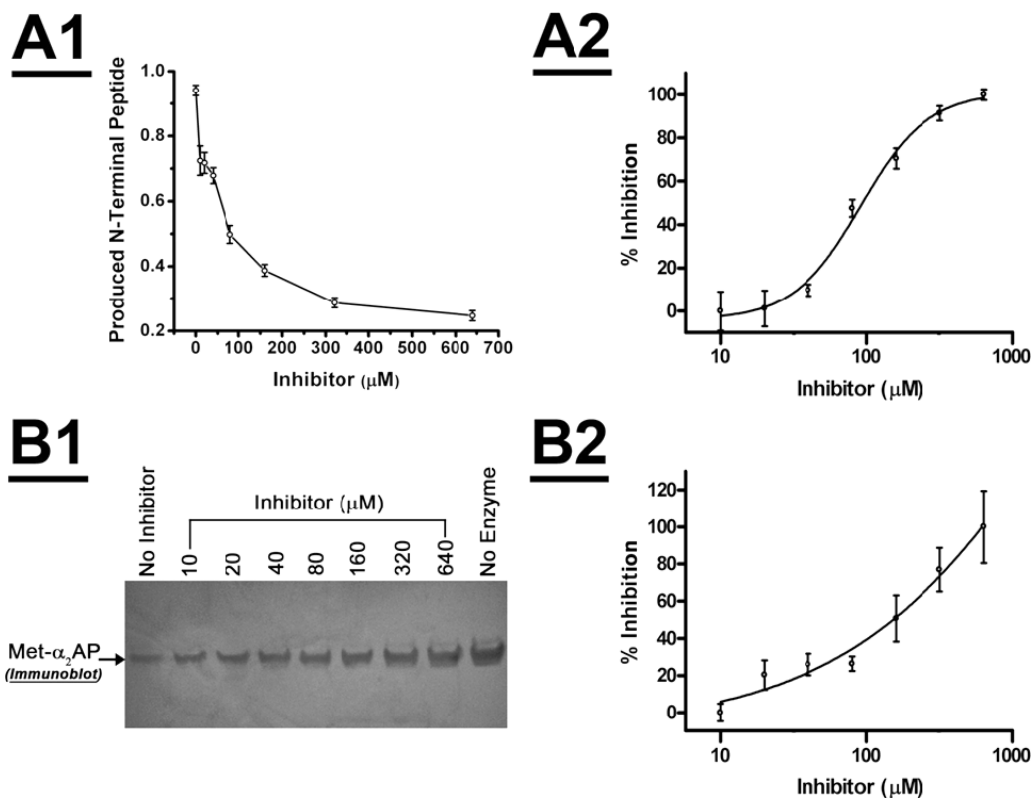 A1
Produced N-Terminal Peptide
1.0
0.8
0.6
0.4
0.2
0 100 200 300 400 500 600 700
Inhibitor (μM)
A2
% Inhibition
100
80
60
40
20
0
10 100 1000
Inhibitor (μM)
B1
No Inhibitor
Inhibitor (μM)
10 20 40 80 160 320 640
No Enzyme
Met-α₂AP
(Immunoblot)
B2
% Inhibition
120
100
80
60
40
20
0
10 100 1000
Inhibitor (μM)